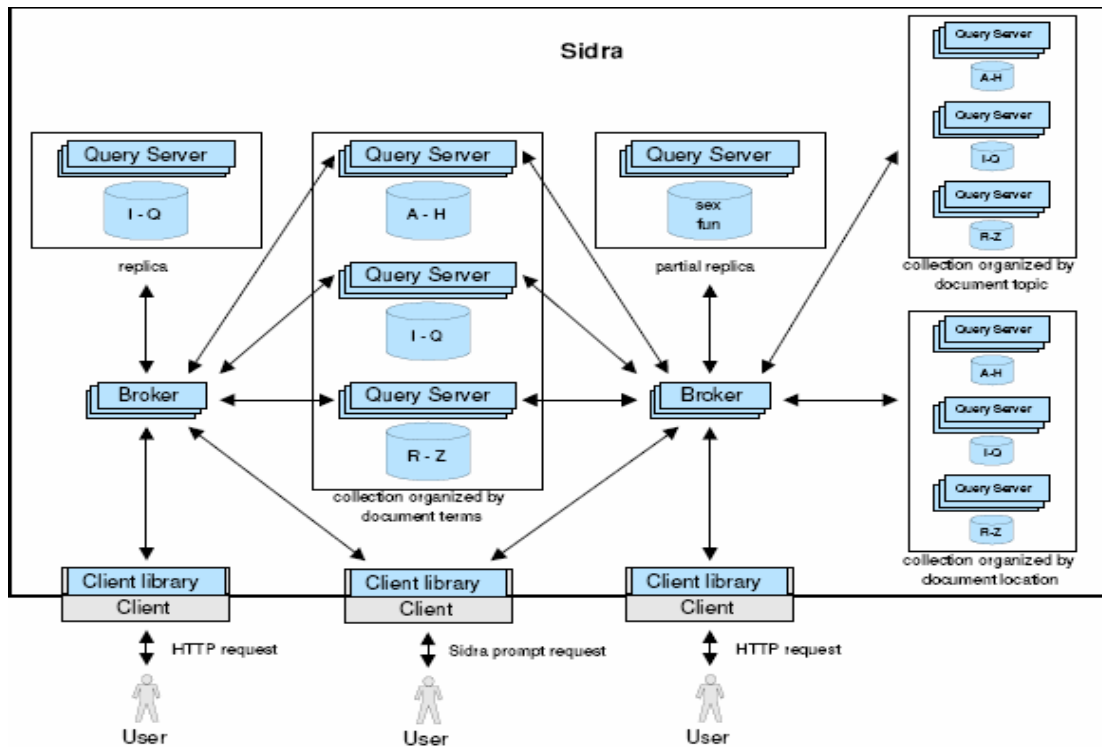 Sidra
Query Server
I - Q
replica
Query Server
A - H
Query Server
I - Q
Query Server
R - Z
collection organized by
document terms
Query Server
sex
fun
partial replica
Query Server
A-H
Query Server
I-Q
Query Server
R-Z
collection organized by
document topic
Query Server
A-H
Query Server
I-Q
Query Server
R-Z
collection organized by
document location
Broker
Broker
Client library
Client
Client library
Client
Client library
Client
HTTP request
Sidra prompt request
HTTP request
User
User
User